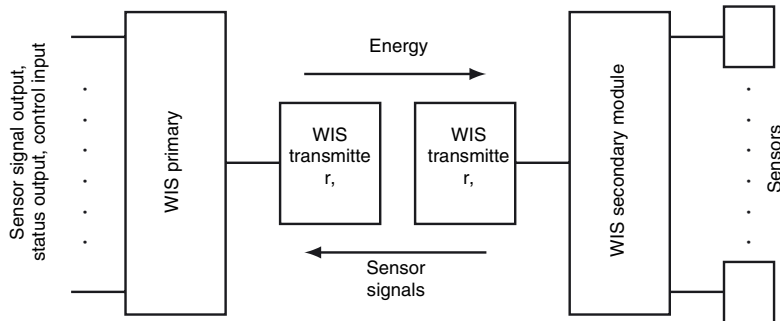 Sensor signal output,
status output, control input
WIS primary
Energy
WIS
transmitte
r,
WIS
transmitte
r,
Sensor
signals
WIS secondary module
Sensors